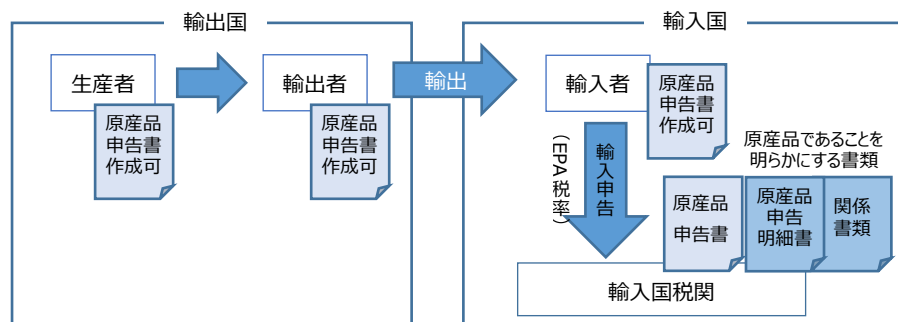 輸出国
輸入国
生産者
輸出者
輸出
輸入者
原産品
申告書
作成可
原産品
申告書
作成可
原産品
申告書
作成可
輸入申告
（EPA税率）
原産品であることを
明らかにする書類
原産品
申告書
原産品
申告
明細書
関係
書類
輸入国税関